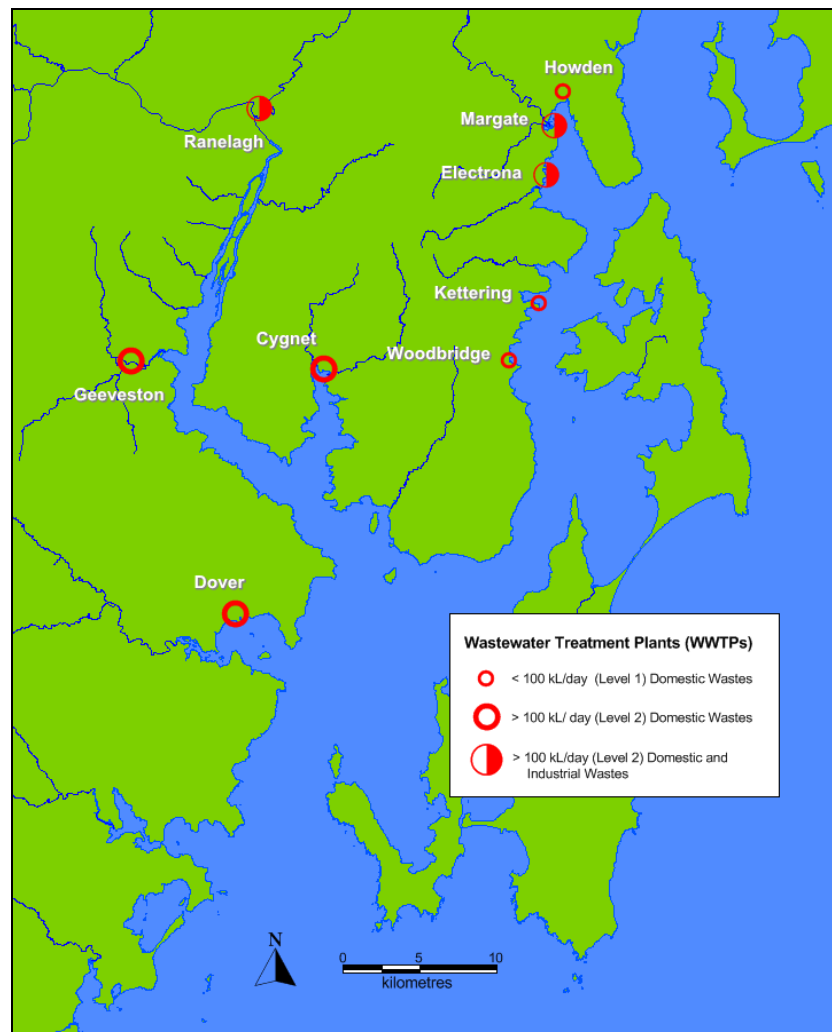 Howden
Margate
Ranelagh
Electrona
Kettering
Cygnet
Woodbridge
Geeveston
Dover
Wastewater Treatment Plants (WWTPs)
< 100 kL/day (Level 1) Domestic Wastes
> 100 kL/ day (Level 2) Domestic Wastes
> 100 kL/day (Level 2) Domestic and
Industrial Wastes
N
0 5 10
kilometres